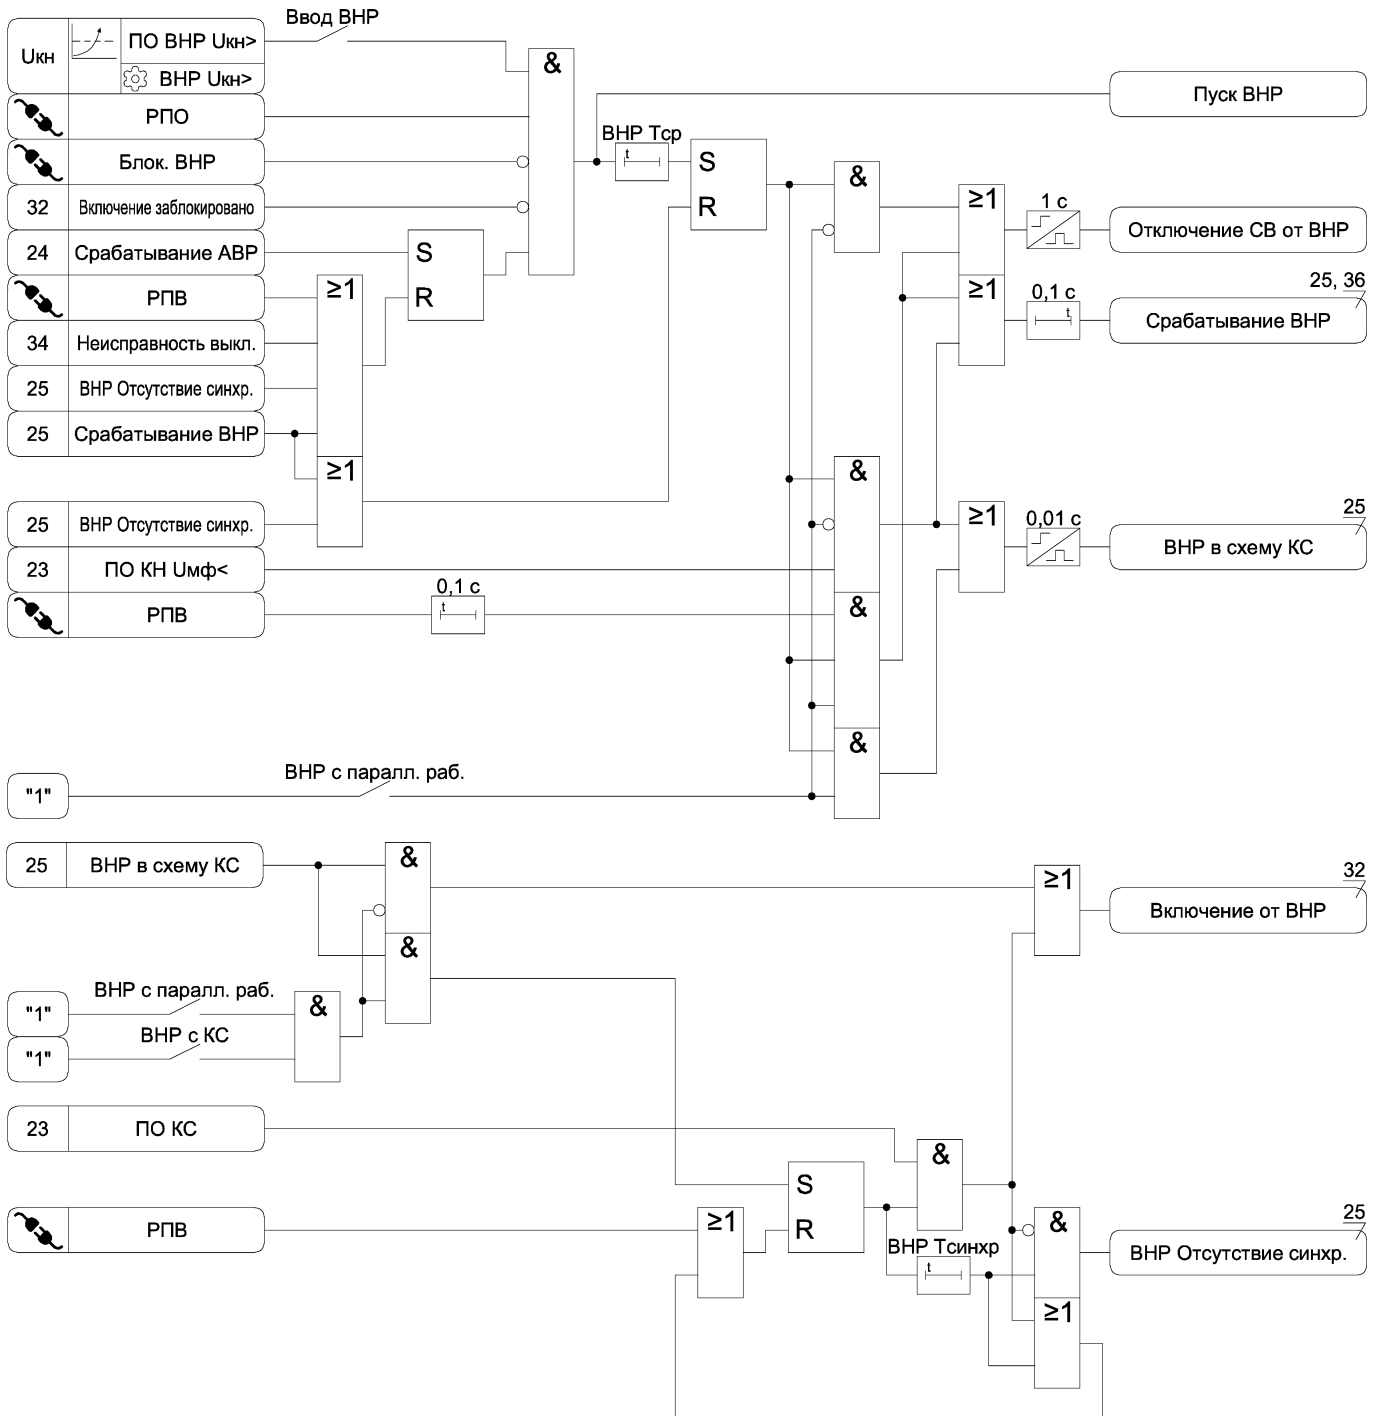 Ввод ВНР
Uкн
ПО ВНР Uкн>
ВНР Uкн>
&
РПО
Пуск ВНР
Блок. ВНР
ВНР Тср
t
S
R
32
Включение заблокировано
&
≥1
1 с
Отключение СВ от ВНР
24
Срабатывание АВР
S
R
РПВ
≥1
≥1
0,1 с
t
25, 36
Срабатывание ВНР
34
Неисправность выкл.
25
ВНР Отсутствие синхр.
25
Срабатывание ВНР
≥1
&
25
ВНР Отсутствие синхр.
≥1
0,01 с
25
ВНР в схему КС
23
ПО КН Uмф<
РПВ
0,1 с
t
&
&
"1"
ВНР с паралл. раб.
25
ВНР в схему КС
&
≥1
32
Включение от ВНР
&
"1"
ВНР с паралл. раб.
&
"1"
ВНР с КС
23
ПО КС
&
S
R
РПВ
≥1
ВНР Тсинхр
t
&
25
ВНР Отсутствие синхр.
≥1